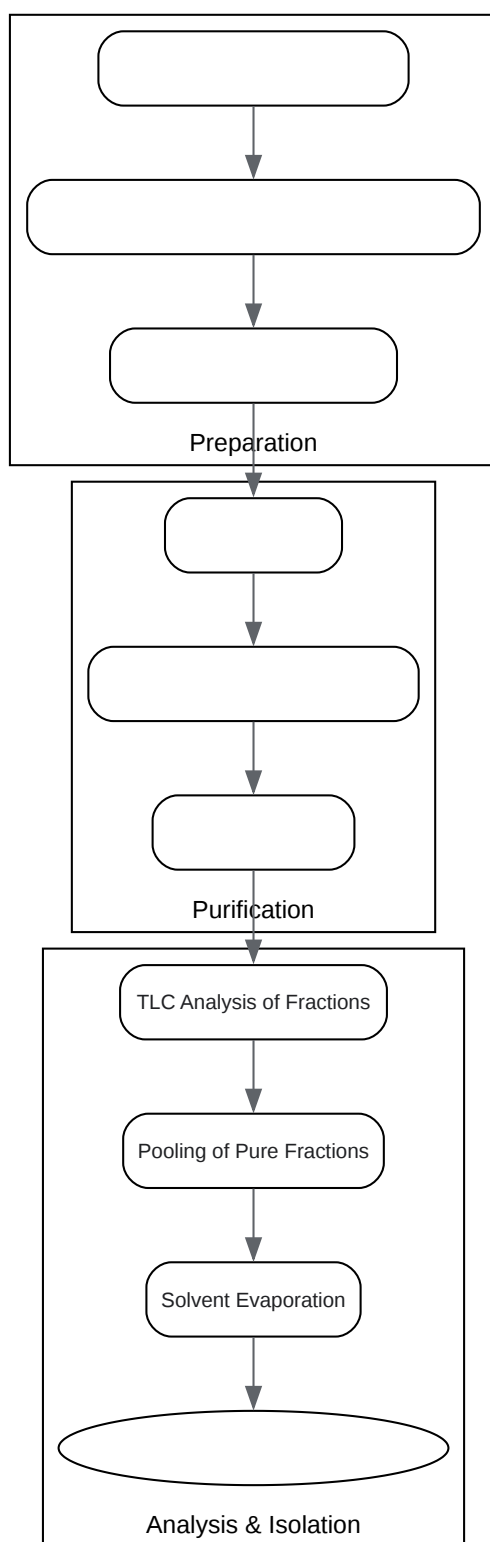 Preparation
Purification
TLC Analysis of Fractions
Pooling of Pure Fractions
Solvent Evaporation
Analysis & Isolation